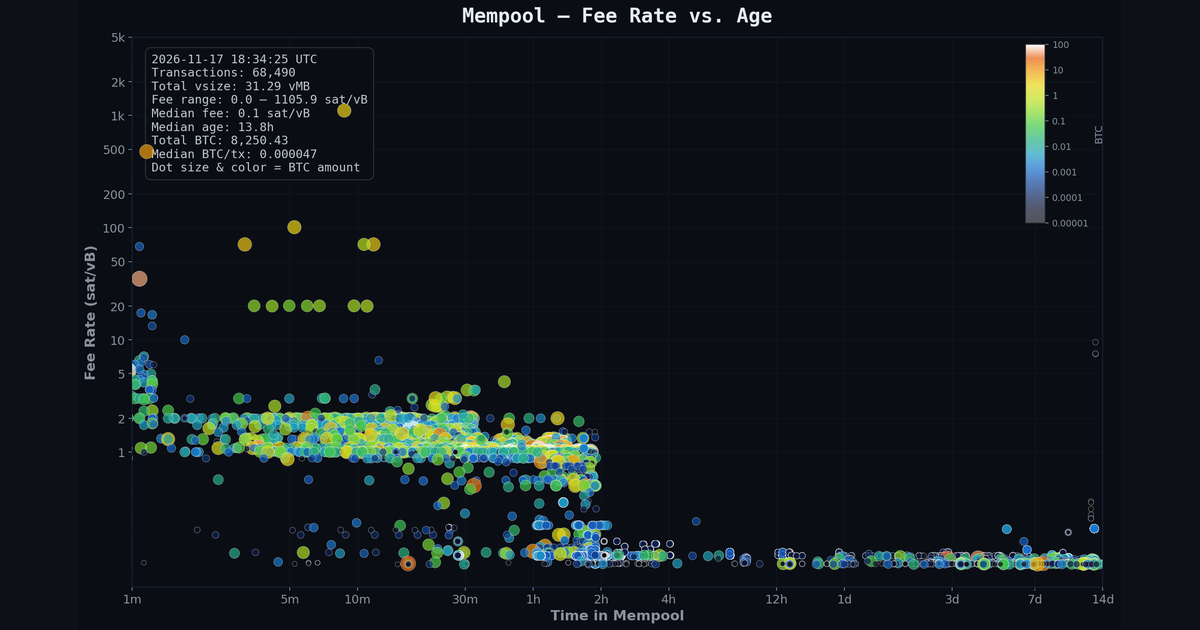 Mempool — Fee Rate vs. Age
2026-11-17 18:34:25 UTC
Transactions: 68,490
Total vsize: 31.29 vMB
Fee range: 0.0 – 1105.9 sat/vB
Median fee: 0.1 sat/vB
Median age: 13.8h
Total BTC: 8,250.43
Median BTC/tx: 0.000047
Dot size & color = BTC amount
5k
2k
1k
500
200
100
50
20
10
5
2
1
Fee Rate (sat/vB)
100
10
1
0.1
0.01
0.001
0.0001
0.00001
BTC
1m
5m
10m
30m
1h
2h
4h
12h
1d
3d
7d
14d
Time in Mempool